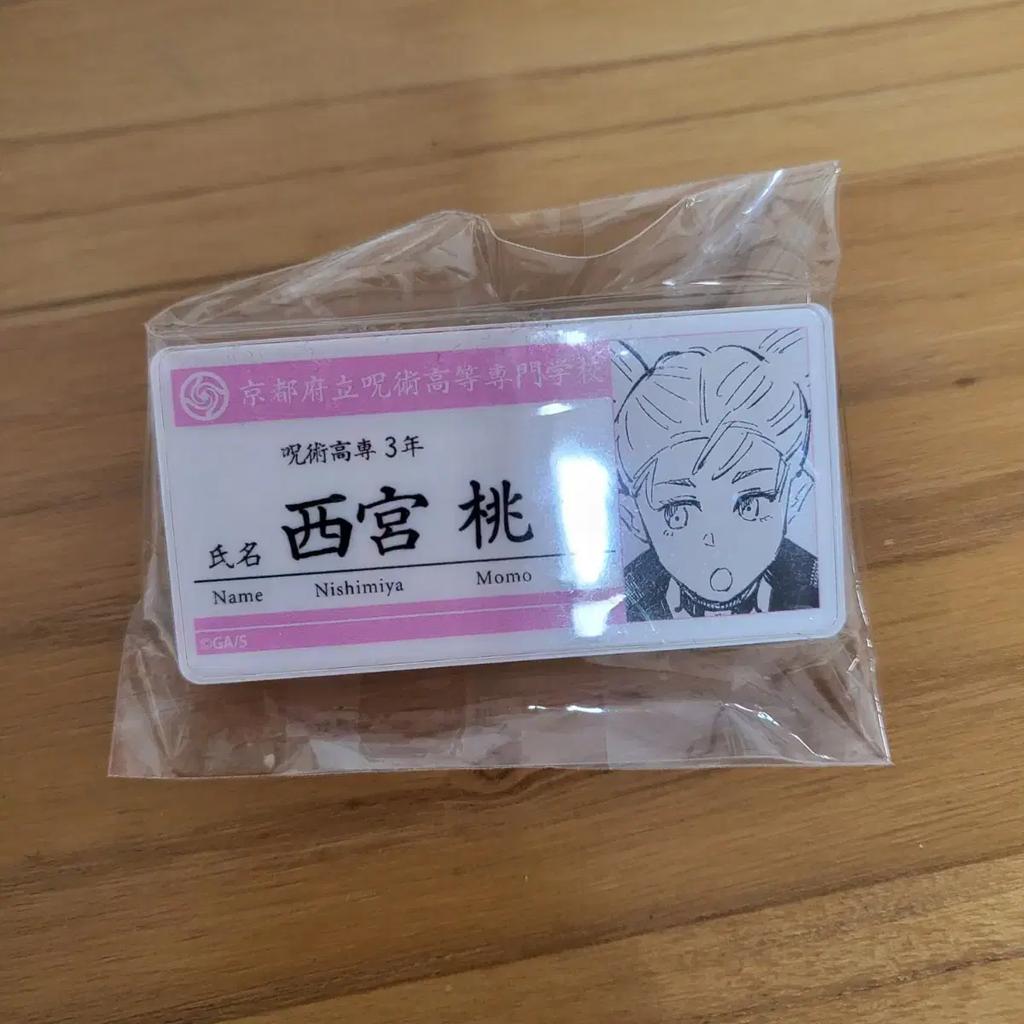 京都府立呪術高等専門学校
呪術高専 3年
氏名 西宮 桃
Name Nishimiya Momo
©GA/S